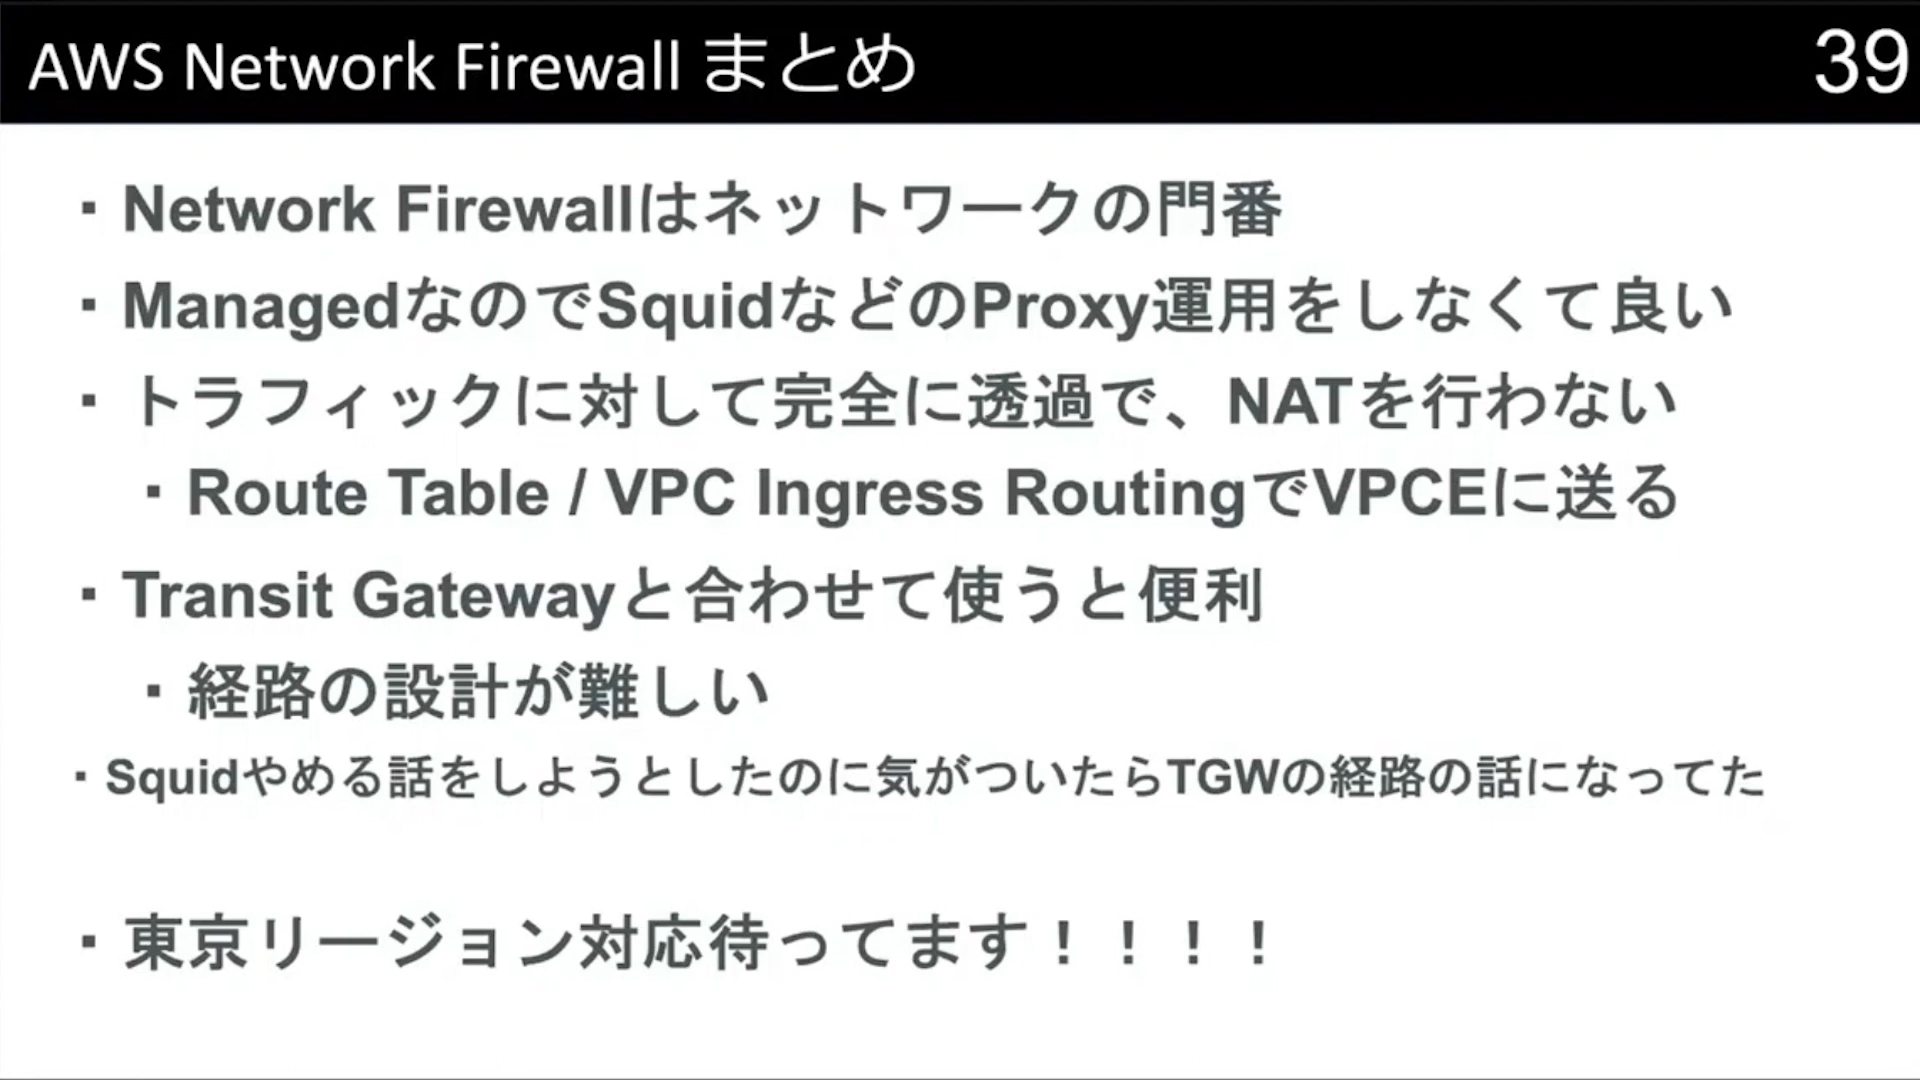 AWS Network Firewall まとめ
39
・Network Firewallはネットワークの門番
・ManagedなのでSquidなどのProxy運用をしなくて良い
・トラフィックに対して完全に透過で、NATを行わない
・Route Table / VPC Ingress RoutingでVPCEに送る
・Transit Gatewayと合わせて使うと便利
・経路の設計が難しい
・Squidやめる話をしようとしたのに気がついたらTGWの経路の話になってた
・東京リージョン対応待ってます！！！！